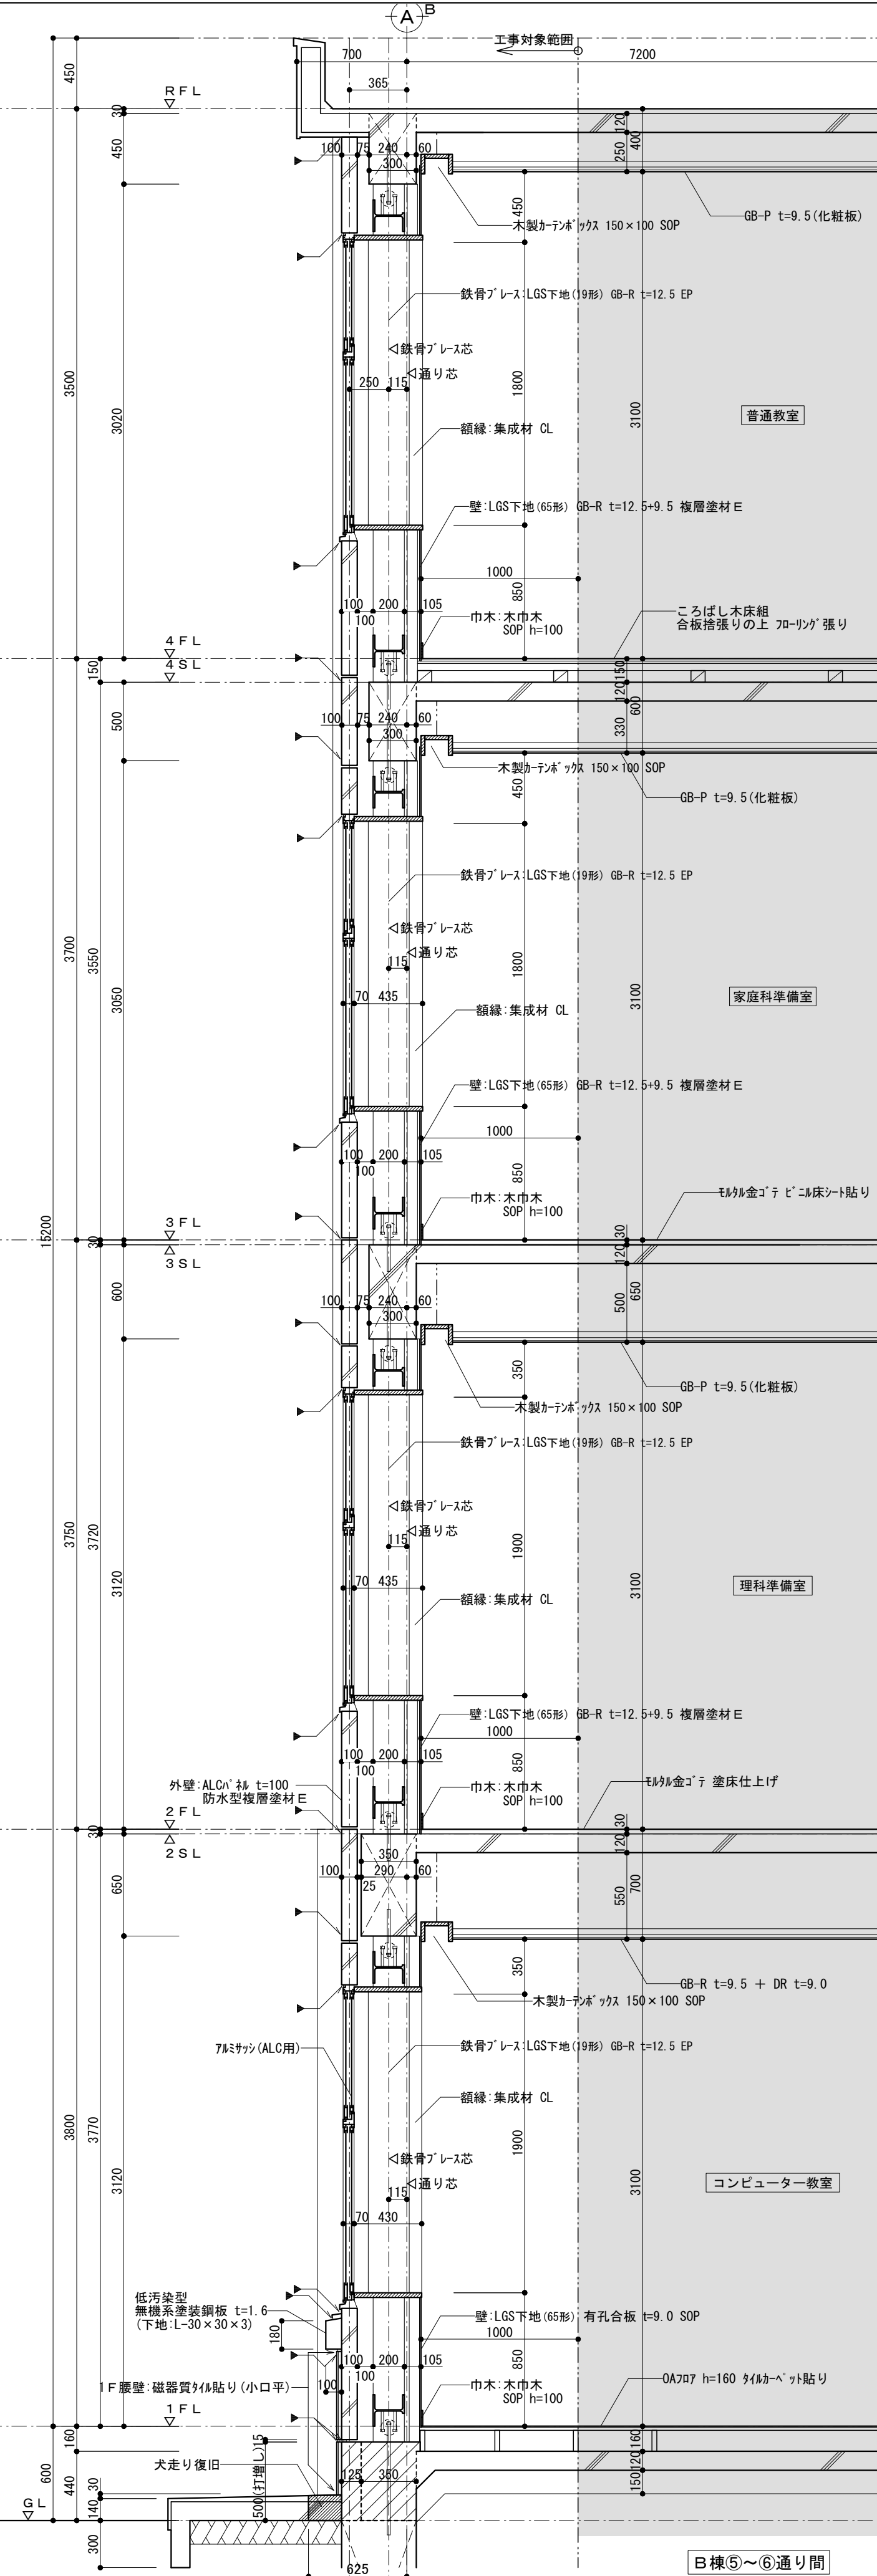 A
B
工事対象範囲
700
7200
365
450
RFL
30
450
120
400
250
100 75 240 60
300
450
GB-P t=9.5(化粧板)
木製ｶｰﾃﾝﾎﾞｯｸｽ 150×100 SOP
鉄骨ﾌﾞﾚｰｽ:LGS下地(19形) GB-R t=12.5 EP
鉄骨ﾌﾞﾚｰｽ芯
通り芯
250 115
3500
3020
1800
3100
普通教室
額縁:集成材 CL
壁:LGS下地(65形) GB-R t=12.5+9.5 複層塗材E
1000
850
100 200 105
100
巾木:木巾木
SOP h=100
ころばし木床組
合板捨張りの上 ﾌﾛｰﾘﾝｸﾞ張り
4FL
4SL
150
500
150
120
600
330
100 75 240 60
300
木製ｶｰﾃﾝﾎﾞｯｸｽ 150×100 SOP
450
GB-P t=9.5(化粧板)
鉄骨ﾌﾞﾚｰｽ:LGS下地(19形) GB-R t=12.5 EP
鉄骨ﾌﾞﾚｰｽ芯
通り芯
115
3700
3550
3050
1800
3100
家庭科準備室
70 435
額縁:集成材 CL
壁:LGS下地(65形) GB-R t=12.5+9.5 複層塗材E
1000
850
100 200 105
100
巾木:木巾木
SOP h=100
ﾓﾙﾀﾙ金ｺﾞﾃ ﾋﾞﾆﾙ床ｼｰﾄ貼り
15200
3FL
3SL
30
600
30
120
650
500
100 75 240 60
300
350
GB-P t=9.5(化粧板)
木製ｶｰﾃﾝﾎﾞｯｸｽ 150×100 SOP
鉄骨ﾌﾞﾚｰｽ:LGS下地(19形) GB-R t=12.5 EP
鉄骨ﾌﾞﾚｰｽ芯
通り芯
115
3750
3720
3120
1900
3100
理科準備室
70 435
額縁:集成材 CL
壁:LGS下地(65形) GB-R t=12.5+9.5 複層塗材E
1000
850
100 200 105
100
外壁:ALCﾊﾟﾈﾙ t=100
防水型複層塗材E
巾木:木巾木
SOP h=100
ﾓﾙﾀﾙ金ｺﾞﾃ 塗床仕上げ
2FL
2SL
30
650
30
120
700
550
350
100 290 60
25
350
GB-R t=9.5 + DR t=9.0
木製ｶｰﾃﾝﾎﾞｯｸｽ 150×100 SOP
ｱﾙﾐｻｯｼ(ALC用)
鉄骨ﾌﾞﾚｰｽ:LGS下地(19形) GB-R t=12.5 EP
額縁:集成材 CL
3800
3770
3120
1900
3100
鉄骨ﾌﾞﾚｰｽ芯
通り芯
115
コンピューター教室
70 430
低汚染型
無機系塗装鋼板 t=1.6
(下地:L-30×30×3)
180
壁:LGS下地(65形) 有孔合板 t=9.0 SOP
1000
850
100 200 105
100
100
1F腰壁:磁器質ﾀｲﾙ貼り(小口平)
巾木:木巾木
SOP h=100
OAﾌﾛｱ h=160 ﾀｲﾙｶｰﾍﾟｯﾄ貼り
1FL
160
600
440
30
140
300
15
500(打増し)
犬走り復旧
125 350
160
120
150
GL
625
B棟⑤～⑥通り間